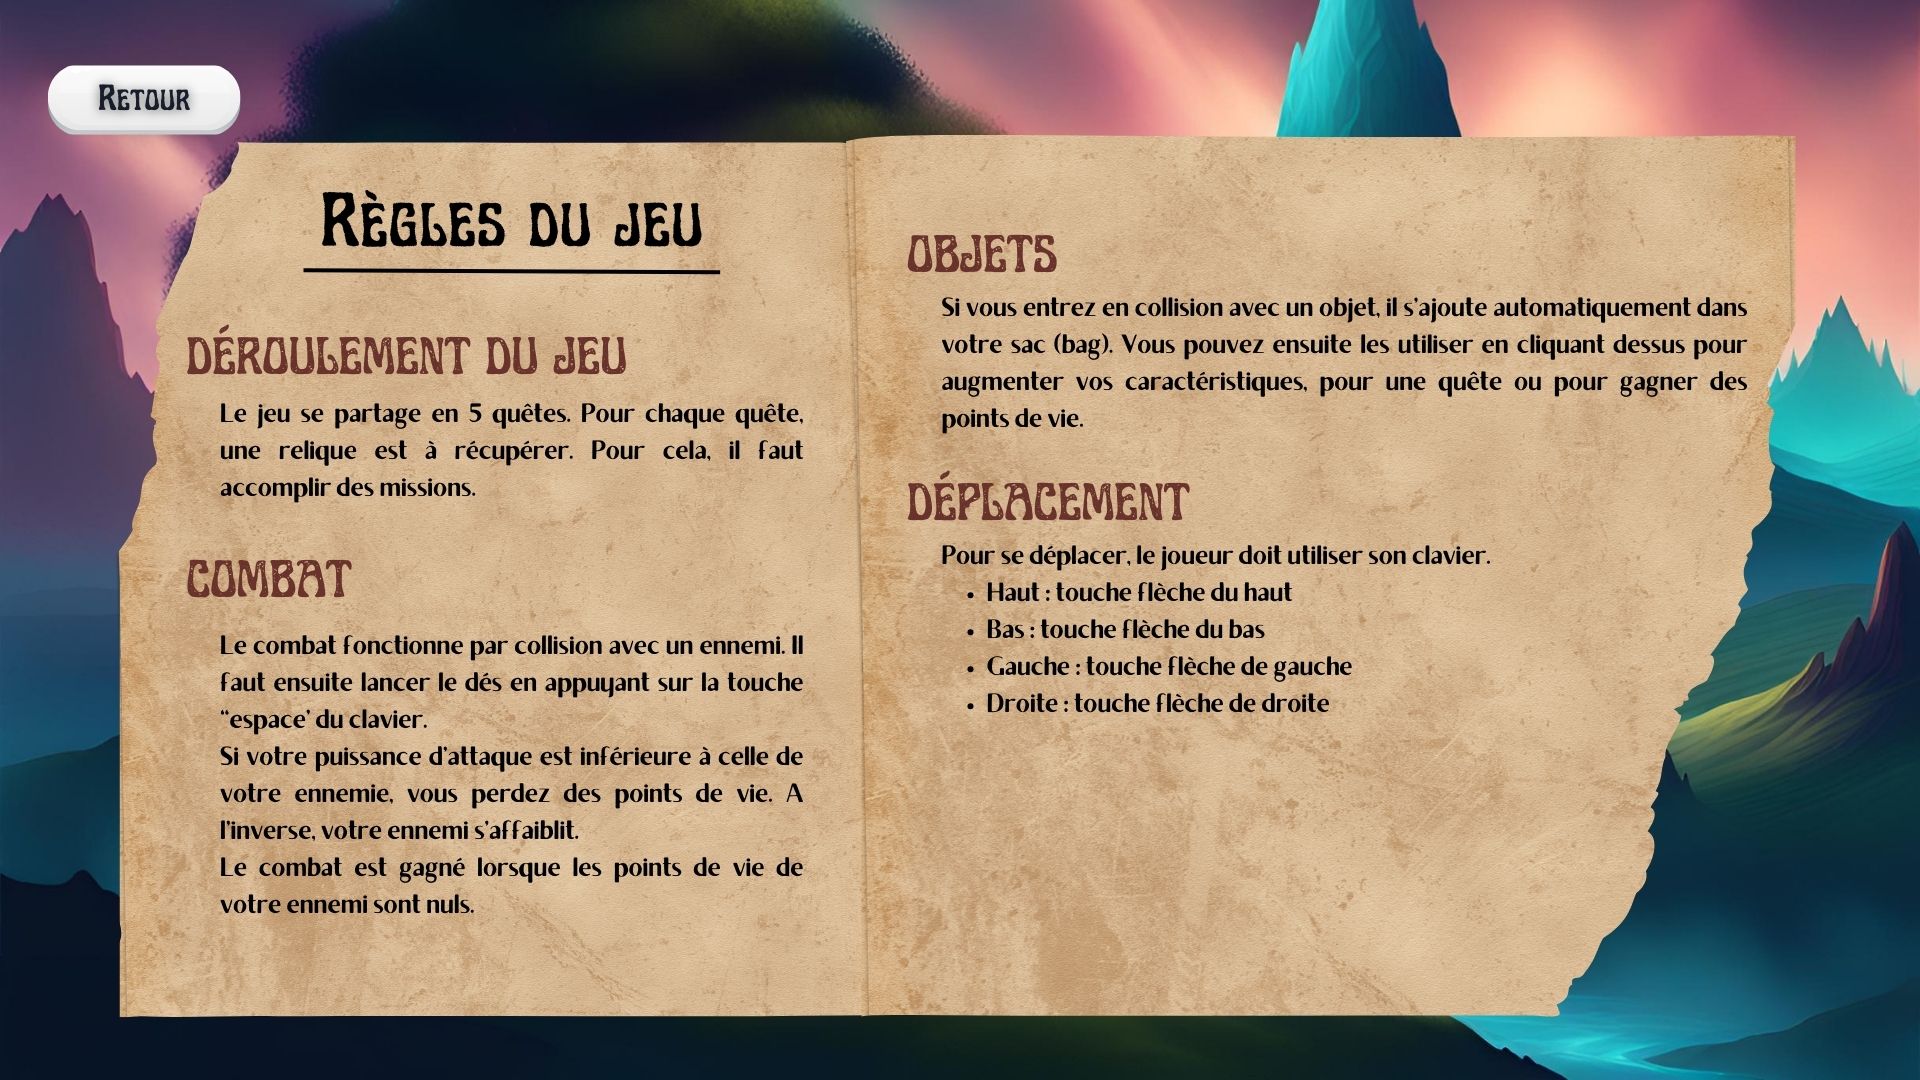 Retour
Règles du jeu
DÉROULEMENT DU JEU
Le jeu se partage en 5 quêtes. Pour chaque quête,
une relique est à récupérer. Pour cela, il faut
accomplir des missions.
COMBAT
Le combat fonctionne par collision avec un ennemi. Il
faut ensuite lancer le dés en appuyant sur la touche
“espace’ du clavier.
Si votre puissance d’attaque est inférieure à celle de
votre ennemie, vous perdez des points de vie. A
l’inverse, votre ennemi s’affaiblit.
Le combat est gagné lorsque les points de vie de
votre ennemi sont nuls.
OBJETS
Si vous entrez en collision avec un objet, il s’ajoute automatiquement dans
votre sac (bag). Vous pouvez ensuite les utiliser en cliquant dessus pour
augmenter vos caractéristiques, pour une quête ou pour gagner des
points de vie.
DÉPLACEMENT
Pour se déplacer, le joueur doit utiliser son clavier.
• Haut : touche flèche du haut
• Bas : touche flèche du bas
• Gauche : touche flèche de gauche
• Droite : touche flèche de droite